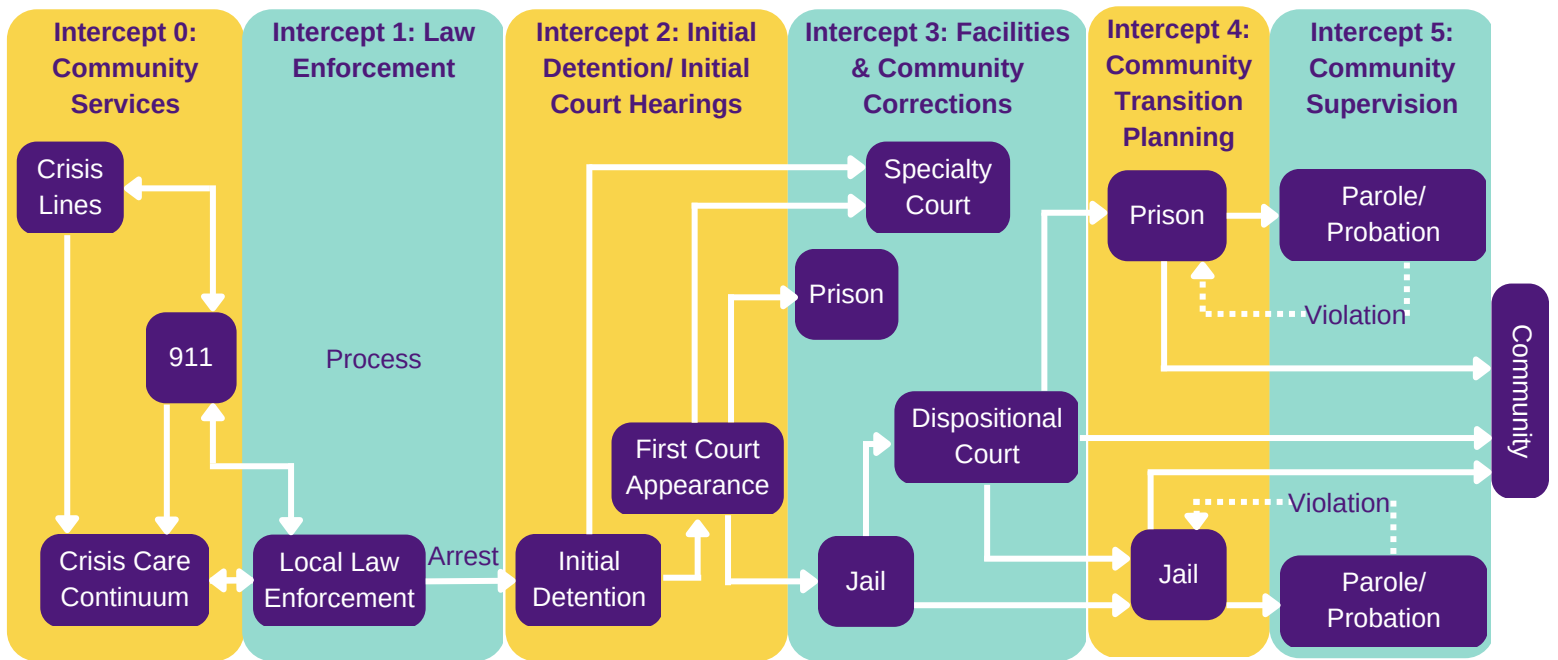 Intercept 0:
Community
Services
Crisis
Lines
911
Crisis Care
Continuum
Intercept 1: Law
Enforcement
Process
Local Law
Enforcement
Arrest
Intercept 2: Initial
Detention/ Initial
Court Hearings
First Court
Appearance
Initial
Detention
Intercept 3: Facilities
& Community
Corrections
Specialty
Court
Prison
Dispositional
Court
Jail
Intercept 4:
Community
Transition
Planning
Prison
Jail
Intercept 5:
Community
Supervision
Parole/
Probation
Violation
Violation
Parole/
Probation
Community